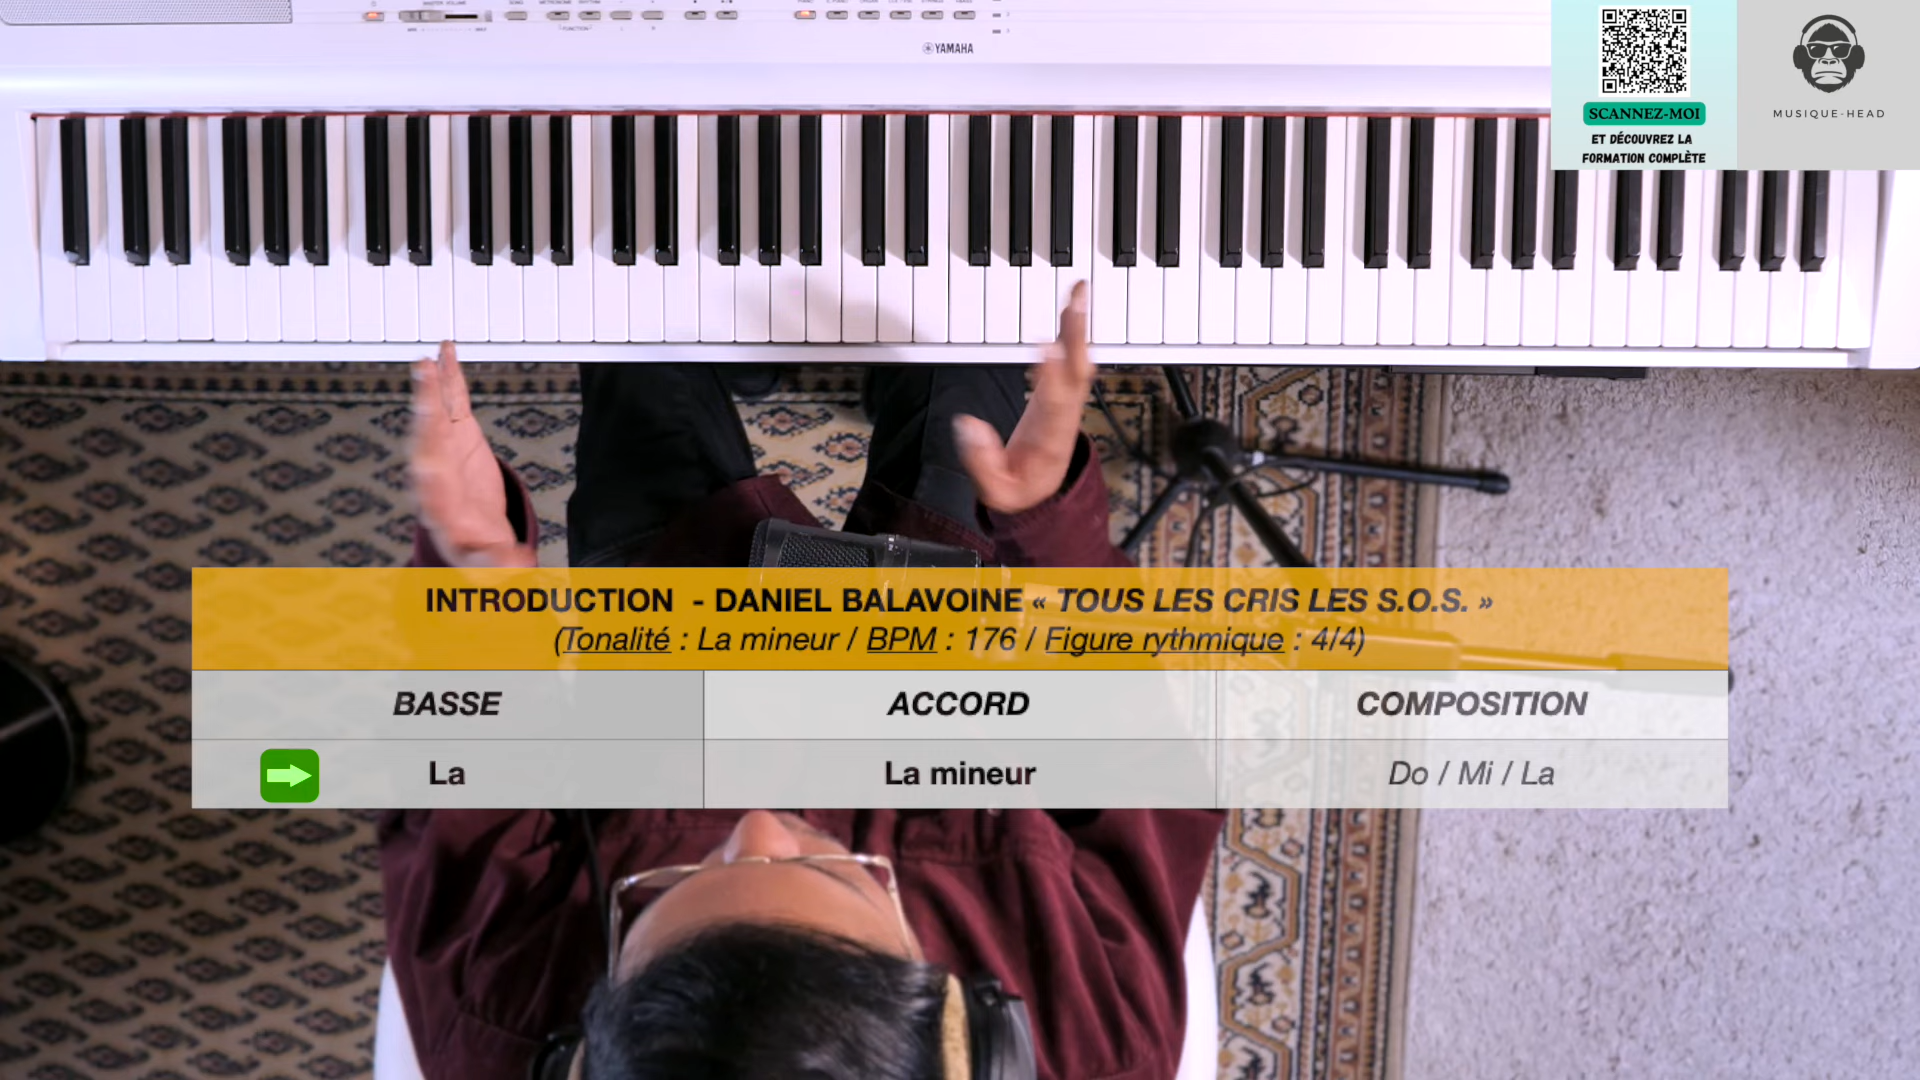 YAMAHA
SCANNEZ-MOI
ET DÉCOUVREZ LA
FORMATION COMPLÈTE
MUSIQUE-HEAD
INTRODUCTION - DANIEL BALAVOINE « TOUS LES CRIS LES S.O.S. »
(Tonalité : La mineur / BPM : 176 / Figure rythmique : 4/4)
BASSE ACCORD COMPOSITION
La La mineur Do / Mi / La